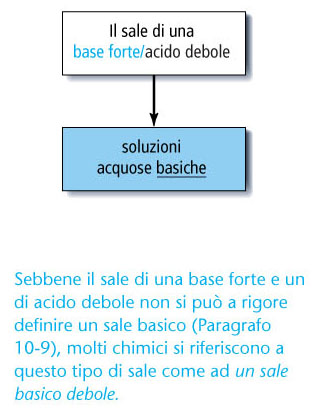 Il sale di una
base forte/acido debole
soluzioni
acquose basiche
Sebbene il sale di una base forte e un
di acido debole non si può a rigore
definire un sale basico (Paragrafo
10-9), molti chimici si riferiscono a
questo tipo di sale come ad un sale
basico debole.